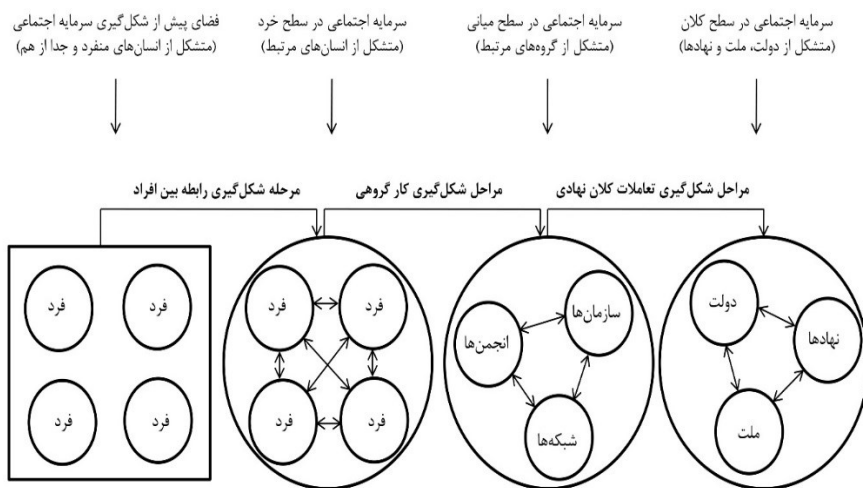 فضای پیش از شکل‌گیری سرمایه اجتماعی
(متشکل از انسان‌های منفرد و جدا از هم)
سرمایه اجتماعی در سطح خرد
(متشکل از انسان‌های مرتبط)
سرمایه اجتماعی در سطح میانی
(متشکل از گروه‌های مرتبط)
سرمایه اجتماعی در سطح کلان
(متشکل از دولت، ملت و نهادها)
مرحله شکل‌گیری رابطه بین افراد
مراحل شکل‌گیری کار گروهی
مراحل شکل‌گیری تعاملات کلان نهادی
فرد
فرد
فرد
فرد
فرد
فرد
فرد
فرد
سازمان‌ها
انجمن‌ها
شبکه‌ها
دولت
نهادها
ملت